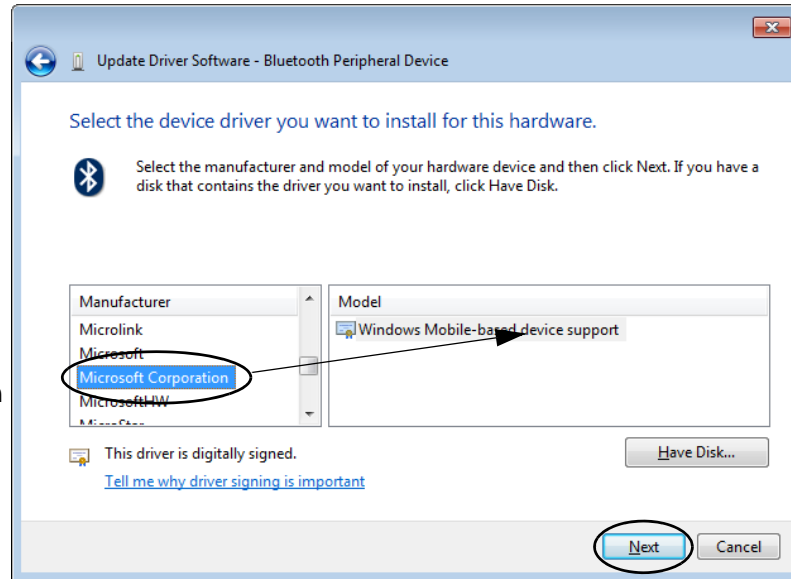 Update Driver Software - Bluetooth Peripheral Device
Select the device driver you want to install for this hardware.
Select the manufacturer and model of your hardware device and then click Next. If you have a
disk that contains the driver you want to install, click Have Disk.
Manufacturer
Microlink
Microsoft
Microsoft Corporation
MicrosoftHW
Model
Windows Mobile-based device support
This driver is digitally signed.
Tell me why driver signing is important
Have Disk...
Next
Cancel